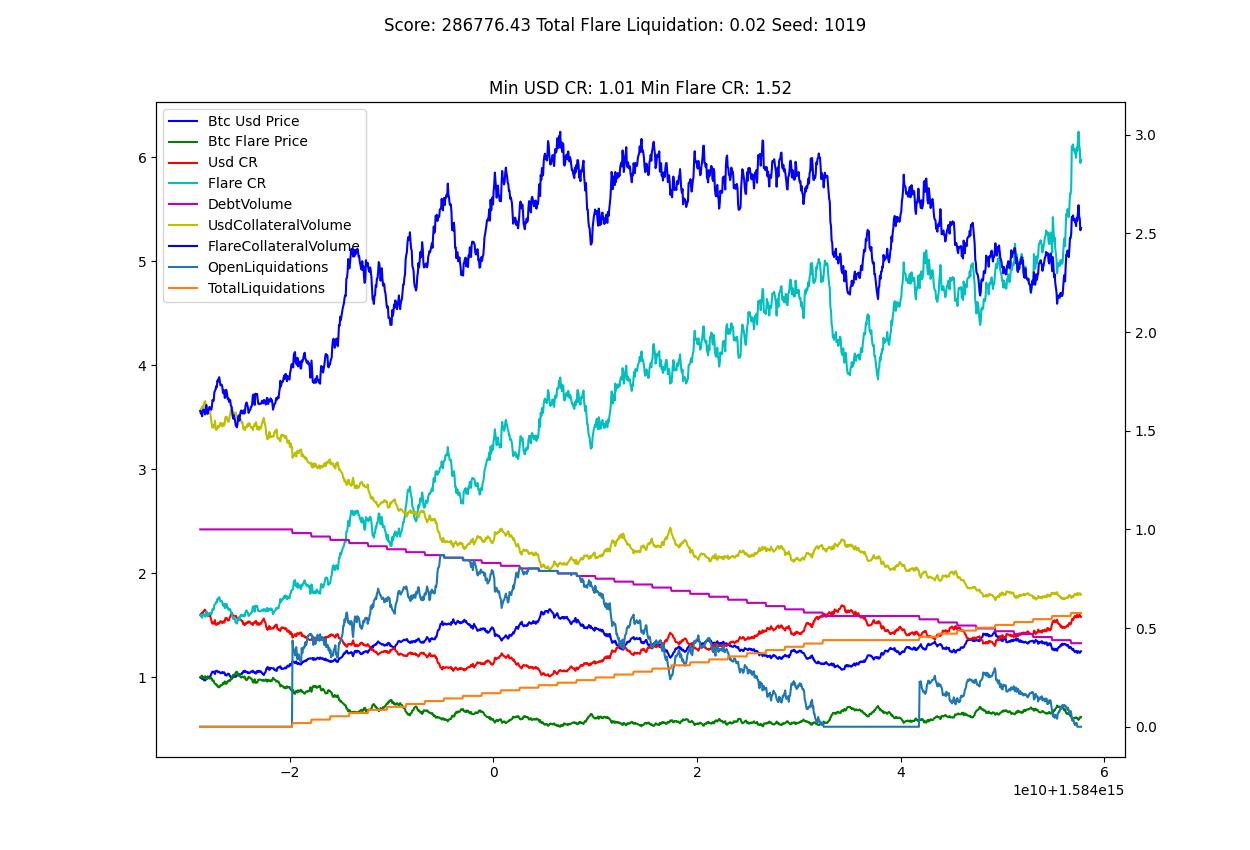 Score: 286776.43 Total Flare Liquidation: 0.02 Seed: 1019
Min USD CR: 1.01 Min Flare CR: 1.52
Btc Usd Price
Btc Flare Price
Usd CR
Flare CR
DebtVolume
UsdCollateralVolume
FlareCollateralVolume
OpenLiquidations
TotalLiquidations
6
5
4
3
2
1
3.0
2.5
2.0
1.5
1.0
0.5
0.0
−2
0
2
4
6
1e10+1.584e15